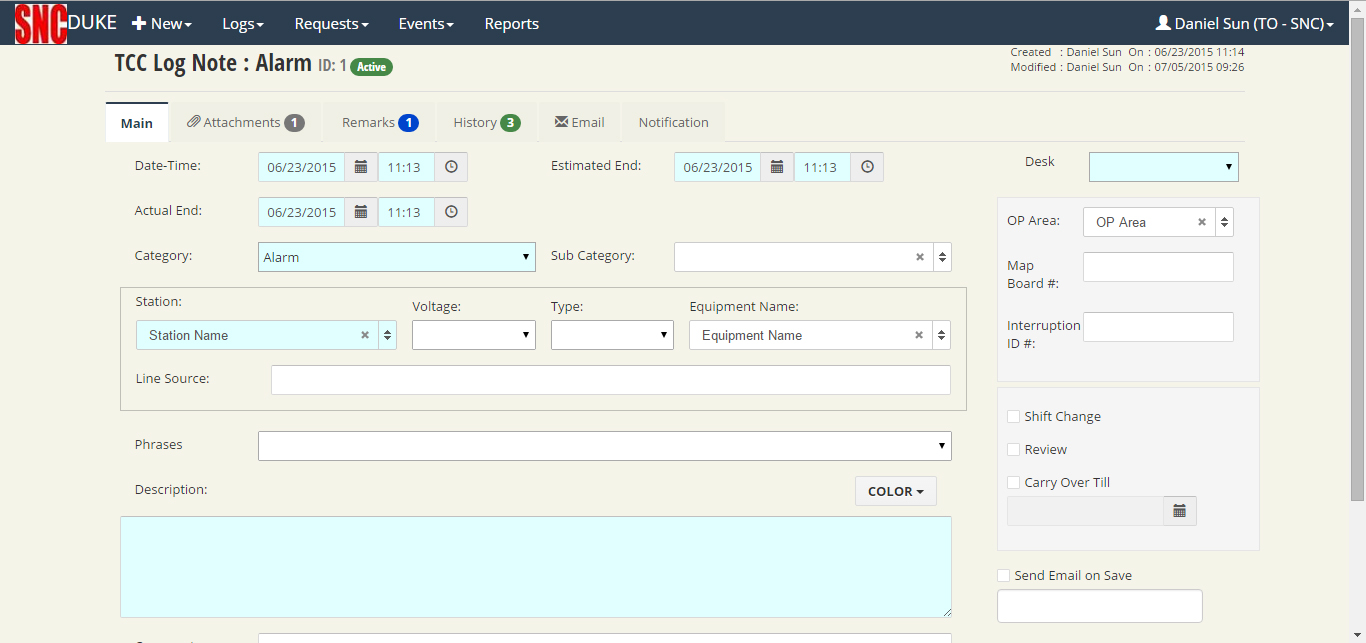 SNC DUKE New Logs Requests Events Reports Daniel Sun (TO - SNC)
TCC Log Note : Alarm ID: 1 Active
Created : Daniel Sun On : 06/23/2015 11:14
Modified : Daniel Sun On : 07/05/2015 09:26
Main Attachments 1 Remarks 1 History 3 Email Notification
Date-Time: 06/23/2015 11:13 Estimated End: 06/23/2015 11:13 Desk
Actual End: 06/23/2015 11:13
OP Area: OP Area
Category: Alarm Sub Category:
Map
Board #:
Station: Voltage: Type: Equipment Name:
Station Name Equipment Name
Interruption
ID #:
Line Source:
Shift Change
Phrases
Review
Description: COLOR
Carry Over Till
Send Email on Save